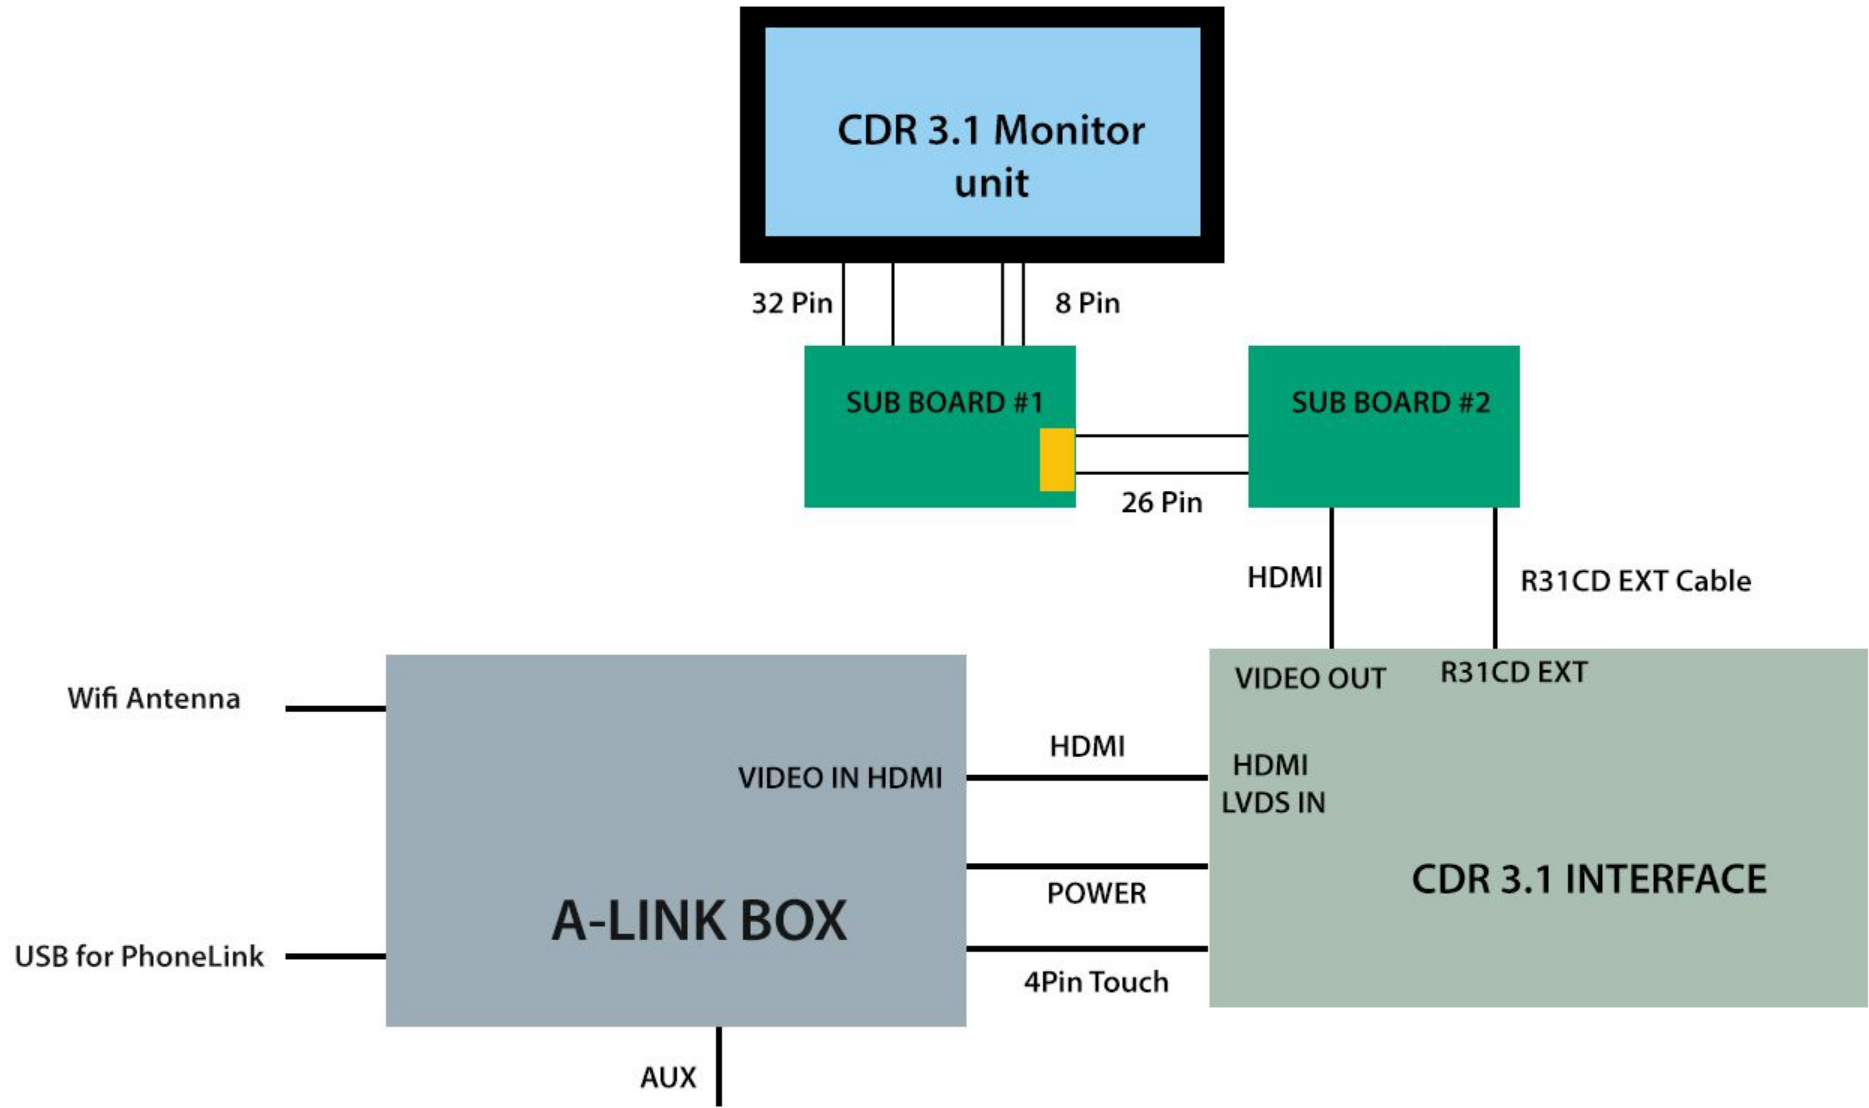 CDR 3.1 Monitor
unit
32 Pin
8 Pin
SUB BOARD #1
SUB BOARD #2
26 Pin
HDMI
R31CD EXT Cable
Wifi Antenna
VIDEO OUT
R31CD EXT
HDMI
VIDEO IN HDMI
HDMI
LVDS IN
POWER
CDR 3.1 INTERFACE
A-LINK BOX
USB for PhoneLink
4Pin Touch
AUX